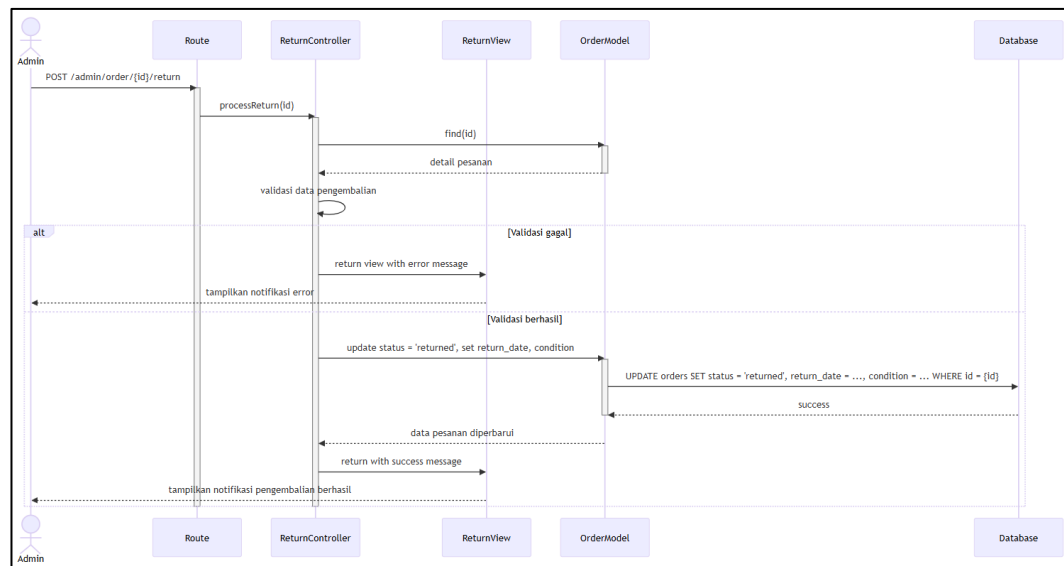 Admin
Route
ReturnController
ReturnView
OrderModel
Database
POST /admin/order/{id}/return
processReturn(id)
find(id)
detail pesanan
validasi data pengembalian
alt
[Validasi gagal]
return view with error message
tampilkan notifikasi error
[Validasi berhasil]
update status = 'returned', set return_date, condition
UPDATE orders SET status = 'returned', return_date = ..., condition = ... WHERE id = {id}
success
data pesanan diperbarui
return with success message
tampilkan notifikasi pengembalian berhasil
Admin
Route
ReturnController
ReturnView
OrderModel
Database